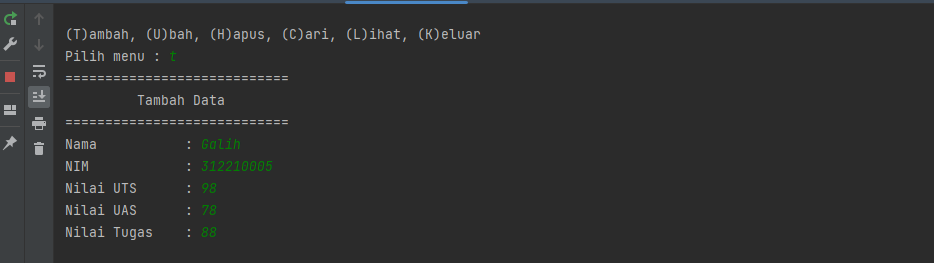 (T)ambah, (U)bah, (H)apus, (C)ari, (L)ihat, (K)eluar
Pilih menu : t
============================
         Tambah Data
============================
Nama           : Galih
NIM            : 312210005
Nilai UTS      : 98
Nilai UAS      : 78
Nilai Tugas    : 88